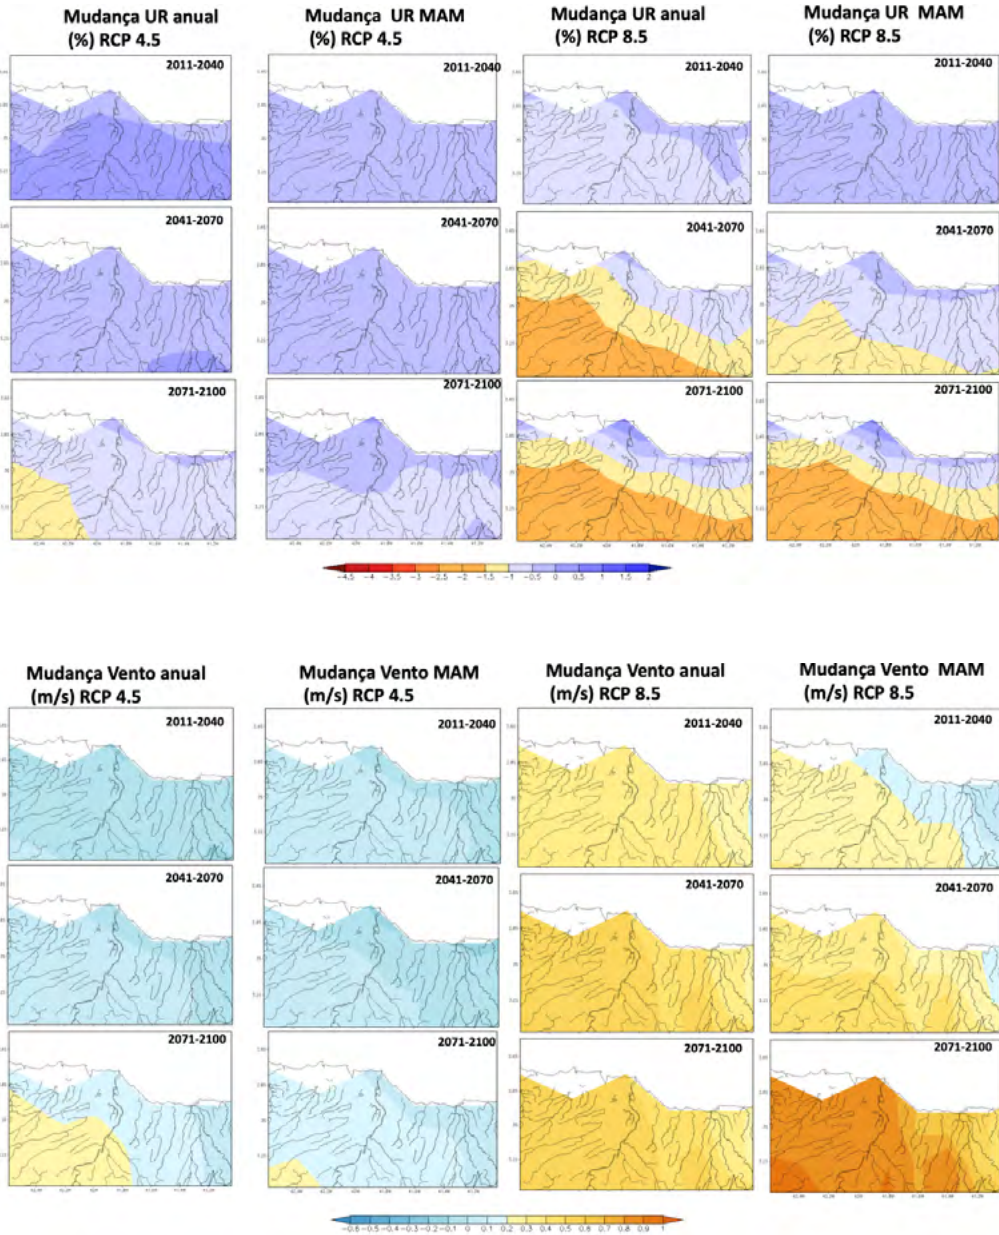 Mudança UR anual
(%) RCP 4.5
Mudança UR MAM
(%) RCP 4.5
Mudança UR anual
(%) RCP 8.5
Mudança UR MAM
(%) RCP 8.5
2011-2040
2011-2040
2011-2040
2011-2040
2041-2070
2041-2070
2041-2070
2041-2070
2071-2100
2071-2100
2071-2100
2071-2100
-4.5 -4 -3.5 -3 -2.5 -2 -1.5 -1 -0.5 0 0.5 1 1.5 2
Mudança Vento anual
(m/s) RCP 4.5
Mudança Vento MAM
(m/s) RCP 4.5
Mudança Vento anual
(m/s) RCP 8.5
Mudança Vento MAM
(m/s) RCP 8.5
2011-2040
2011-2040
2011-2040
2011-2040
2041-2070
2041-2070
2041-2070
2041-2070
2071-2100
2071-2100
2071-2100
2071-2100
-0.6 -0.5 -0.4 -0.3 -0.2 -0.1 0 0.1 0.2 0.3 0.4 0.5 0.6 0.7 0.8 0.9 1